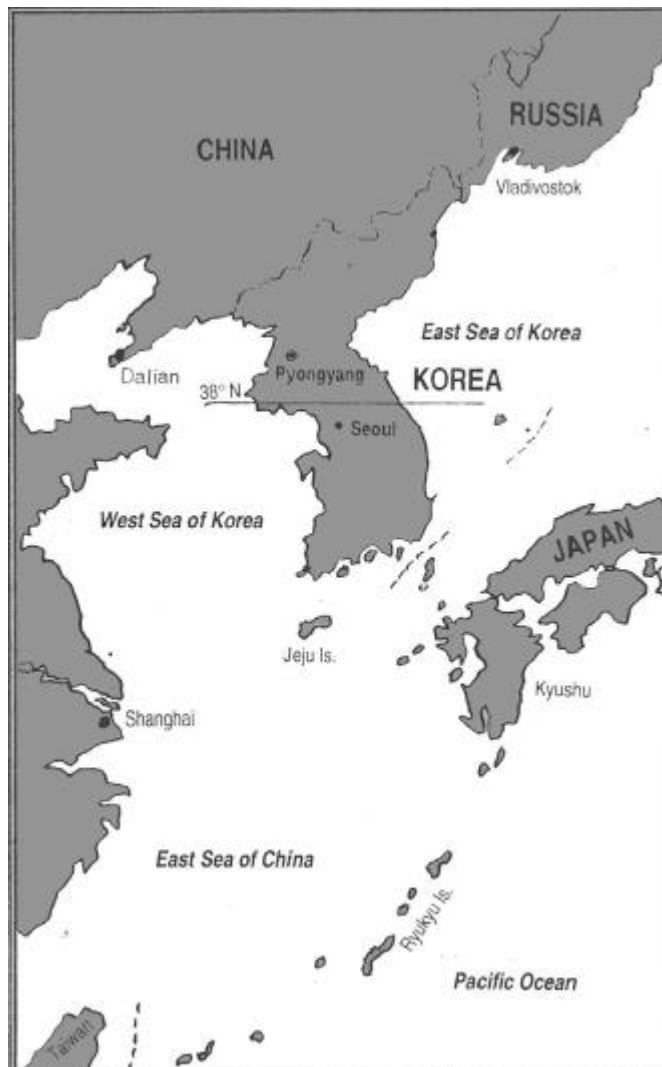 RUSSIA
CHINA
Vladivostok
East Sea of Korea
Dalian
Pyongyang
KOREA
38° N
Seoul
West Sea of Korea
JAPAN
Jeju Is.
Kyushu
Shanghai
East Sea of China
Ryukyu Is.
Pacific Ocean
Taiwan